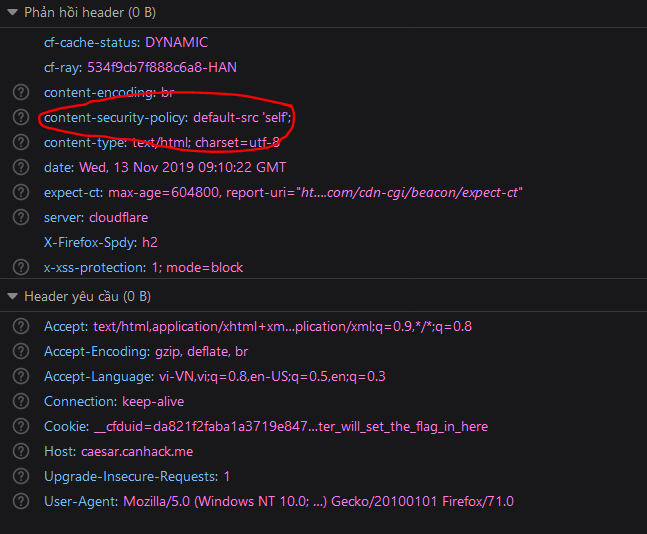 Phản hồi header (0 B)
cf-cache-status: DYNAMIC
cf-ray: 534f9cb7f888c6a8-HAN
content-encoding: br
content-security-policy: default-src 'self';
content-type: text/html; charset=utf-8
date: Wed, 13 Nov 2019 09:10:22 GMT
expect-ct: max-age=604800, report-uri="ht….com/cdn-cgi/beacon/expect-ct"
server: cloudflare
X-Firefox-Spdy: h2
x-xss-protection: 1; mode=block
Header yêu cầu (0 B)
Accept: text/html,application/xhtml+xm…plication/xml;q=0.9,*/*;q=0.8
Accept-Encoding: gzip, deflate, br
Accept-Language: vi-VN,vi;q=0.8,en-US;q=0.5,en;q=0.3
Connection: keep-alive
Cookie: __cfduid=da821f2faba1a3719e847…ter_will_set_the_flag_in_here
Host: caesar.canhack.me
Upgrade-Insecure-Requests: 1
User-Agent: Mozilla/5.0 (Windows NT 10.0; …) Gecko/20100101 Firefox/71.0